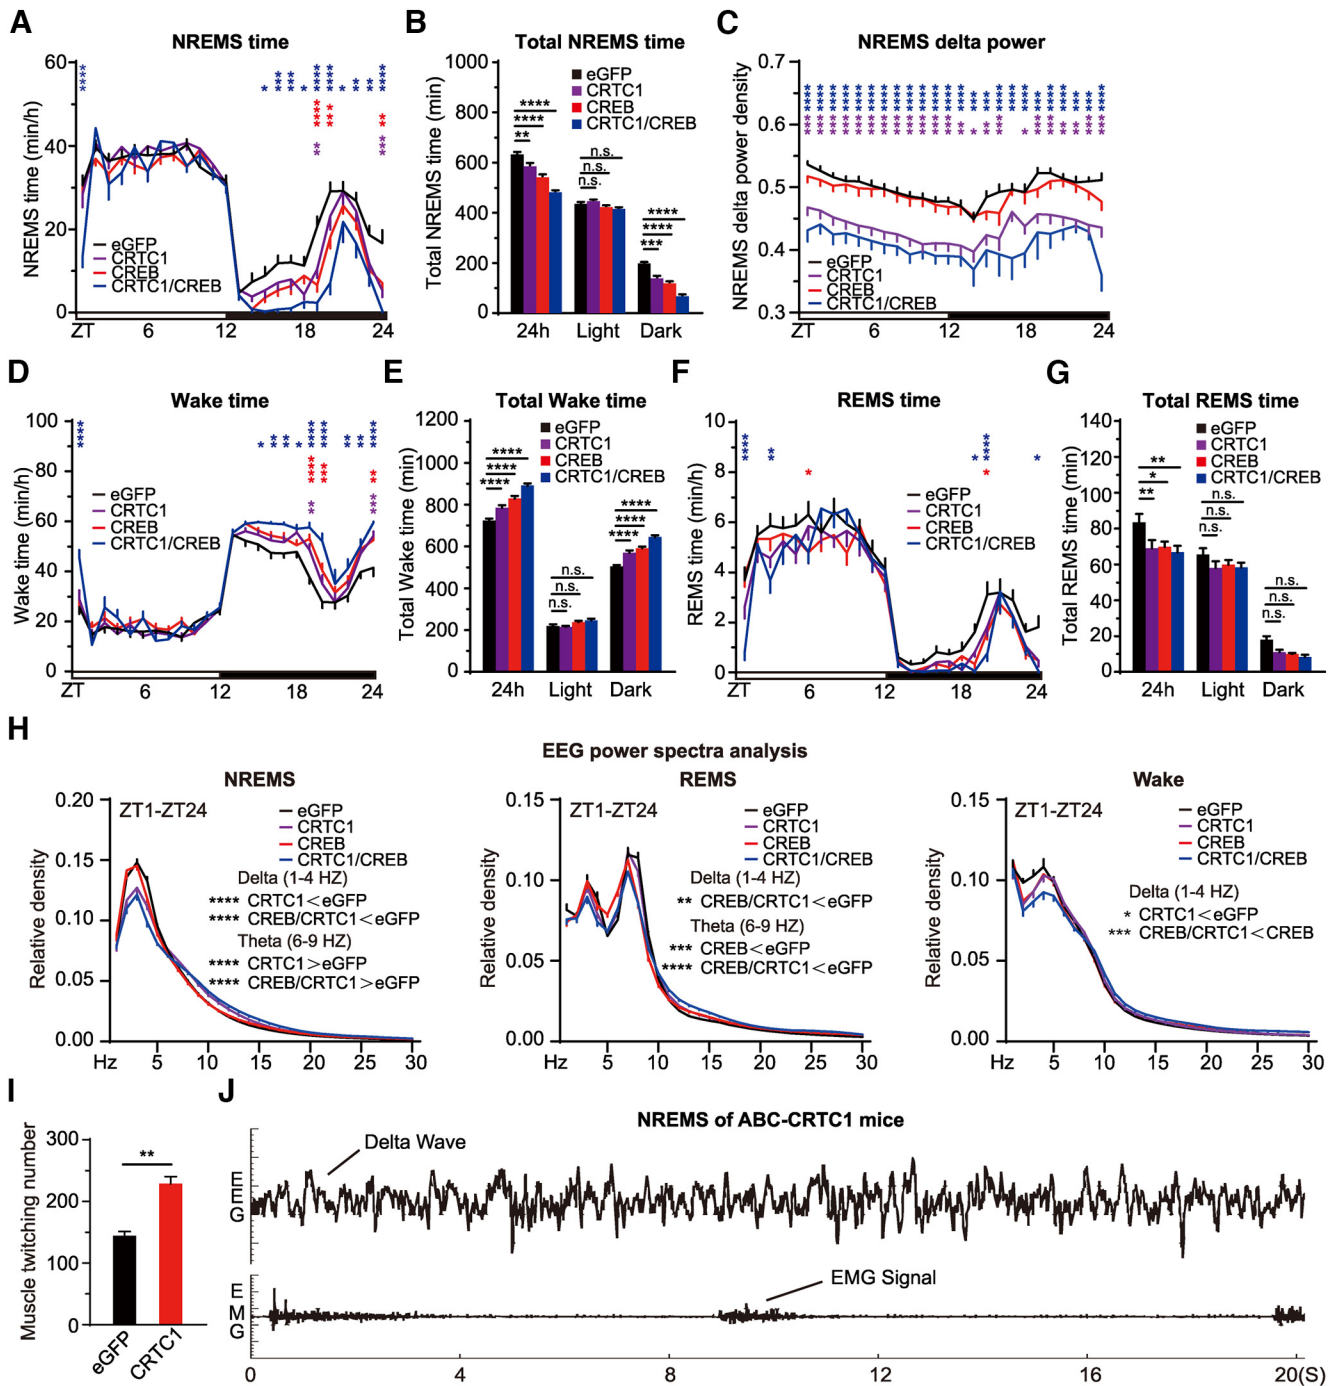 A
NREMS time
NREMS time (min/h)
60
40
20
0
eGFP
CRTC1
CREB
CRTC1/CREB
ZT 6 12 18 24
B
Total NREMS time
Total NREMS time (min)
1000
800
600
400
200
0
eGFP
CRTC1
CREB
CRTC1/CREB
****
****
**
n.s.
n.s.
n.s.
****
****
***
24h Light Dark
C
NREMS delta power
NREMS delta power density
0.7
0.6
0.5
0.4
0.3
eGFP
CRTC1
CREB
CRTC1/CREB
ZT 6 12 18 24
D
Wake time
Wake time (min/h)
100
80
60
40
20
0
eGFP
CRTC1
CREB
CRTC1/CREB
ZT 6 12 18 24
E
Total Wake time
Total Wake time (min)
1200
1000
800
600
400
200
0
eGFP
CRTC1
CREB
CRTC1/CREB
****
****
****
n.s.
n.s.
n.s.
****
****
****
24h Light Dark
F
REMS time
REMS time (min/h)
10
8
6
4
2
0
eGFP
CRTC1
CREB
CRTC1/CREB
ZT 6 12 18 24
G
Total REMS time
Total REMS time (min)
140
120
100
80
60
40
20
0
eGFP
CRTC1
CREB
CRTC1/CREB
**
*
**
n.s.
n.s.
n.s.
n.s.
n.s.
n.s.
24h Light Dark
H
EEG power spectra analysis
NREMS
Relative density
0.20
0.15
0.10
0.05
0.00
ZT1-ZT24
eGFP
CRTC1
CREB
CRTC1/CREB
Delta (1-4 HZ)
**** CRTC1<eGFP
**** CREB/CRTC1<eGFP
Theta (6-9 HZ)
**** CRTC1>eGFP
**** CREB/CRTC1>eGFP
Hz 5 10 15 20 25 30
REMS
Relative density
0.15
0.10
0.05
0.00
ZT1-ZT24
eGFP
CRTC1
CREB
CRTC1/CREB
Delta (1-4 HZ)
** CREB/CRTC1<eGFP
Theta (6-9 HZ)
*** CREB<eGFP
**** CREB/CRTC1<eGFP
Hz 5 10 15 20 25 30
Wake
Relative density
0.15
0.10
0.05
0.00
ZT1-ZT24
eGFP
CRTC1
CREB
CRTC1/CREB
Delta (1-4 HZ)
* CRTC1<eGFP
*** CREB/CRTC1<CREB
Hz 5 10 15 20 25 30
I
Muscle twitching number
300
200
100
0
**
eGFP CRTC1
J
NREMS of ABC-CRTC1 mice
Delta Wave
EEG
EMG Signal
EMG
0 4 8 12 16 20(S)